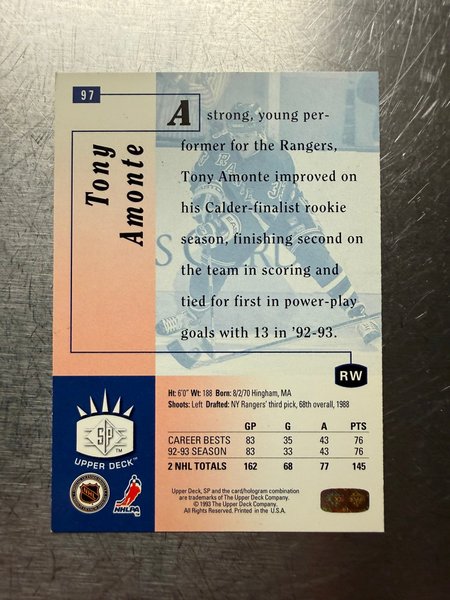 97
Tony
Amonte
A strong, young per-
former for the Rangers,
Tony Amonte improved on
his Calder-finalist rookie
season, finishing second on
the team in scoring and
tied for first in power-play
goals with 13 in '92-93.
RW
Ht: 6'0" Wt: 188 Born: 8/2/70 Hingham, MA
Shoots: Left Drafted: NY Rangers' third pick, 68th overall, 1988
GP G A PTS
CAREER BESTS 83 35 43 76
92-93 SEASON 83 33 43 76
2 NHL TOTALS 162 68 77 145
SP TM
UPPER DECK™
NHL
NHLPA
Upper Deck, SP and the card/hologram combination
are trademarks of The Upper Deck Company.
© 1993 The Upper Deck Company.
All Rights Reserved. Printed in the U.S.A.